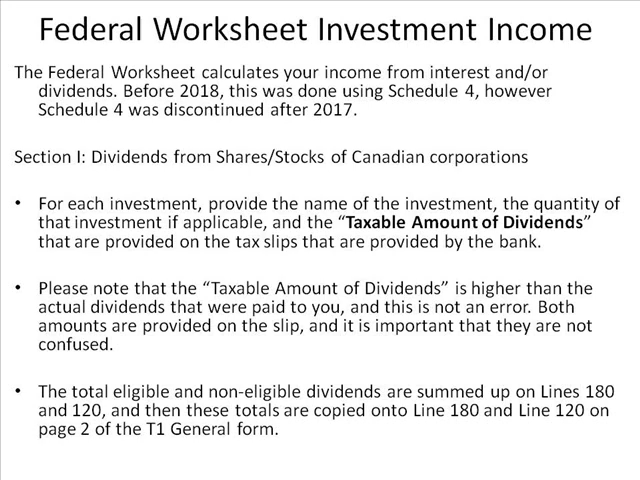 Federal Worksheet Investment Income
The Federal Worksheet calculates your income from interest and/or
dividends. Before 2018, this was done using Schedule 4, however
Schedule 4 was discontinued after 2017.
Section I: Dividends from Shares/Stocks of Canadian corporations
• For each investment, provide the name of the investment, the quantity of
that investment if applicable, and the “Taxable Amount of Dividends”
that are provided on the tax slips that are provided by the bank.
• Please note that the “Taxable Amount of Dividends” is higher than the
actual dividends that were paid to you, and this is not an error. Both
amounts are provided on the slip, and it is important that they are not
confused.
• The total eligible and non-eligible dividends are summed up on Lines 180
and 120, and then these totals are copied onto Line 180 and Line 120 on
page 2 of the T1 General form.